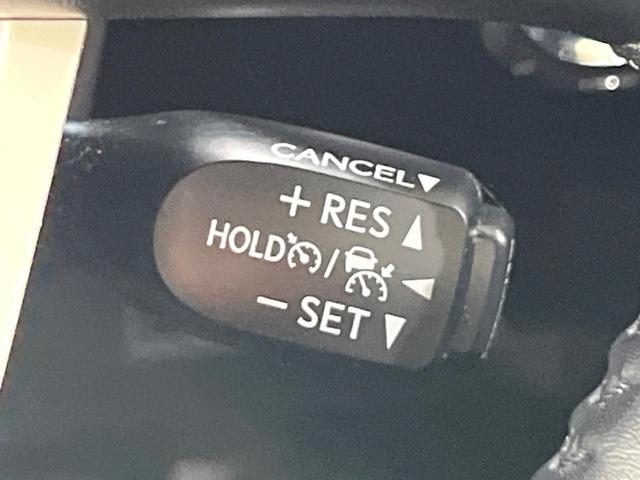 CANCEL▼
+ RES ▲
HOLD / ◀
− SET ▼